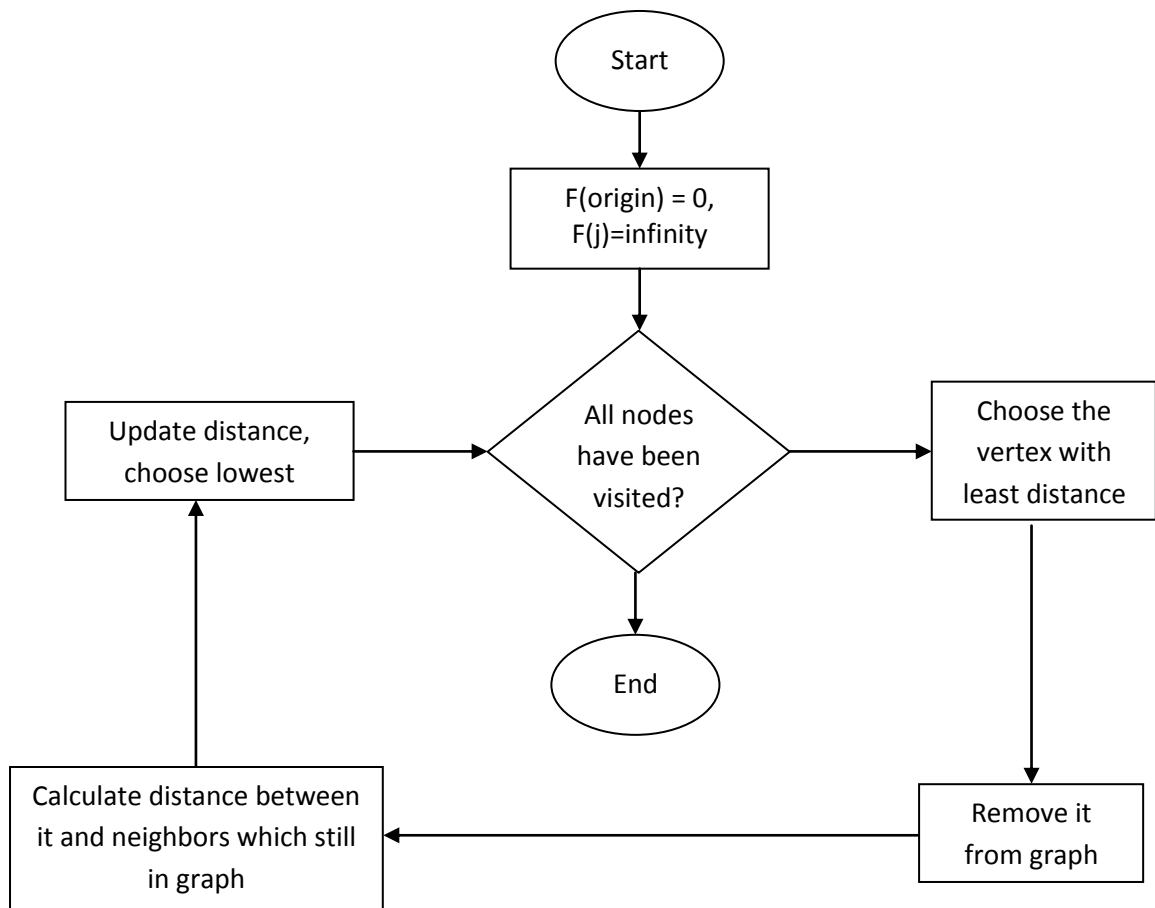 Start
F(origin) = 0,
F(j)=infinity
All nodes
have been
visited?
Choose the
vertex with
least distance
Remove it
from graph
Calculate distance between
it and neighbors which still
in graph
Update distance,
choose lowest
End